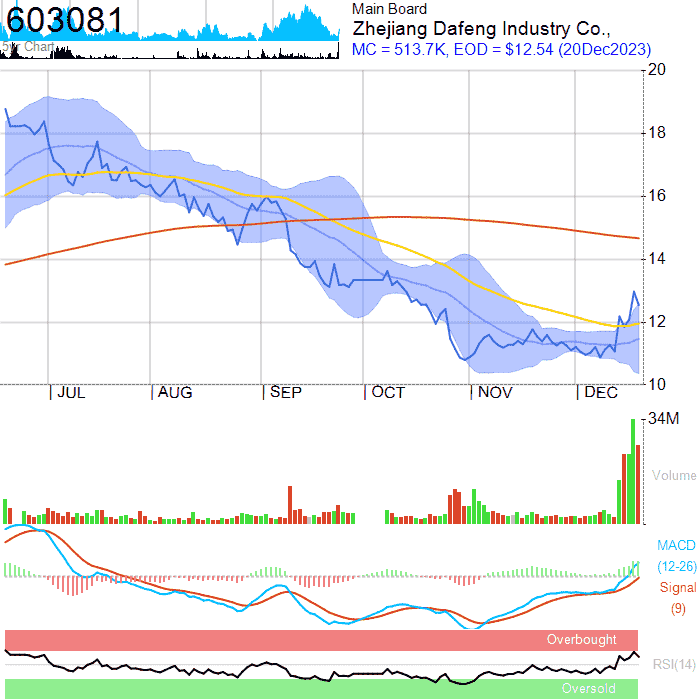 603081
5yr Chart
Main Board
Zhejiang Dafeng Industry Co.,
MC = 513.7K, EOD = $12.54 (20Dec2023)
20
18
16
14
12
10
JUL
AUG
SEP
OCT
NOV
DEC
34M
Volume
MACD
(12-26)
Signal
(9)
Overbought
RSI(14)
Oversold